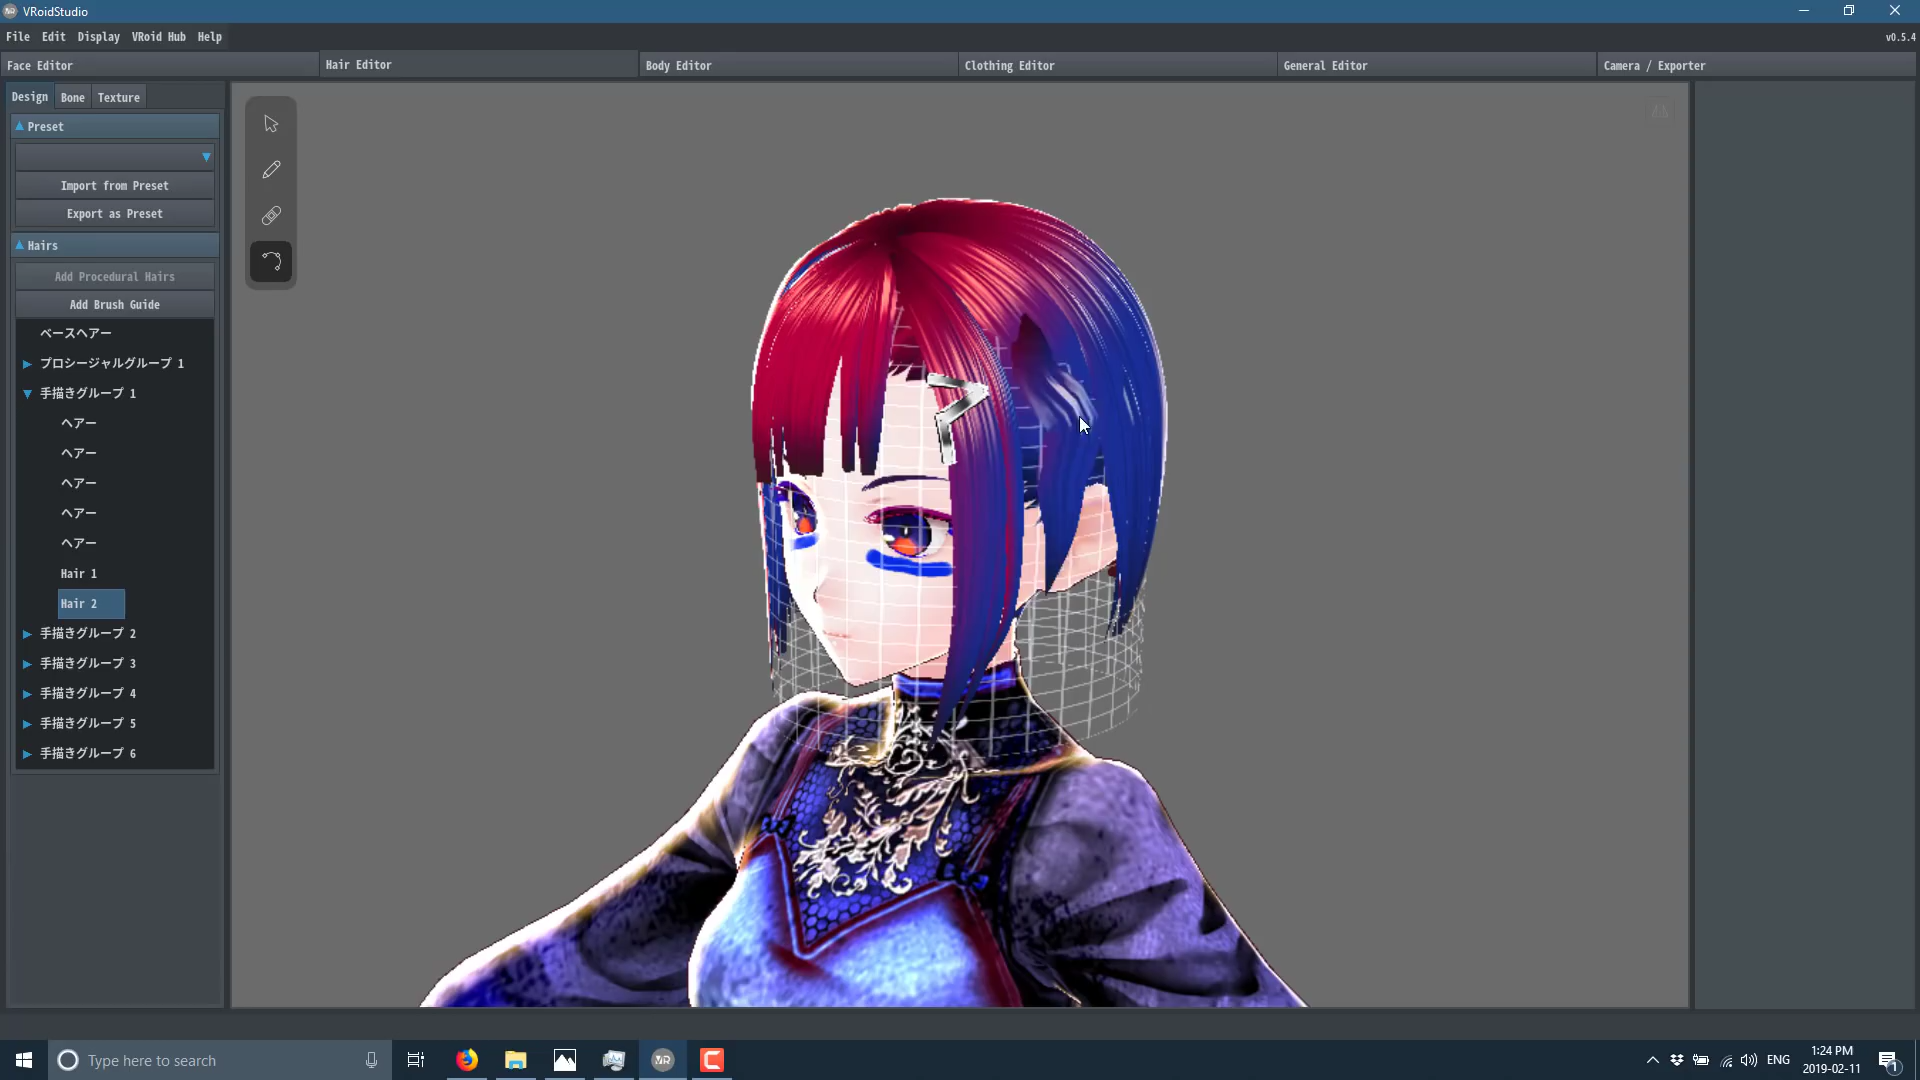 VRoidStudio
File Edit Display VRoid Hub Help
v0.5.4
Face Editor
Hair Editor
Body Editor
Clothing Editor
General Editor
Camera / Exporter
Design Bone Texture
Preset
Import from Preset
Export as Preset
Hairs
Add Procedural Hairs
Add Brush Guide
ベースヘアー
プロシージャルグループ 1
手描きグループ 1
ヘアー
ヘアー
ヘアー
ヘアー
ヘアー
Hair 1
Hair 2
手描きグループ 2
手描きグループ 3
手描きグループ 4
手描きグループ 5
手描きグループ 6
Type here to search
ENG
1:24 PM
2019-02-11
1